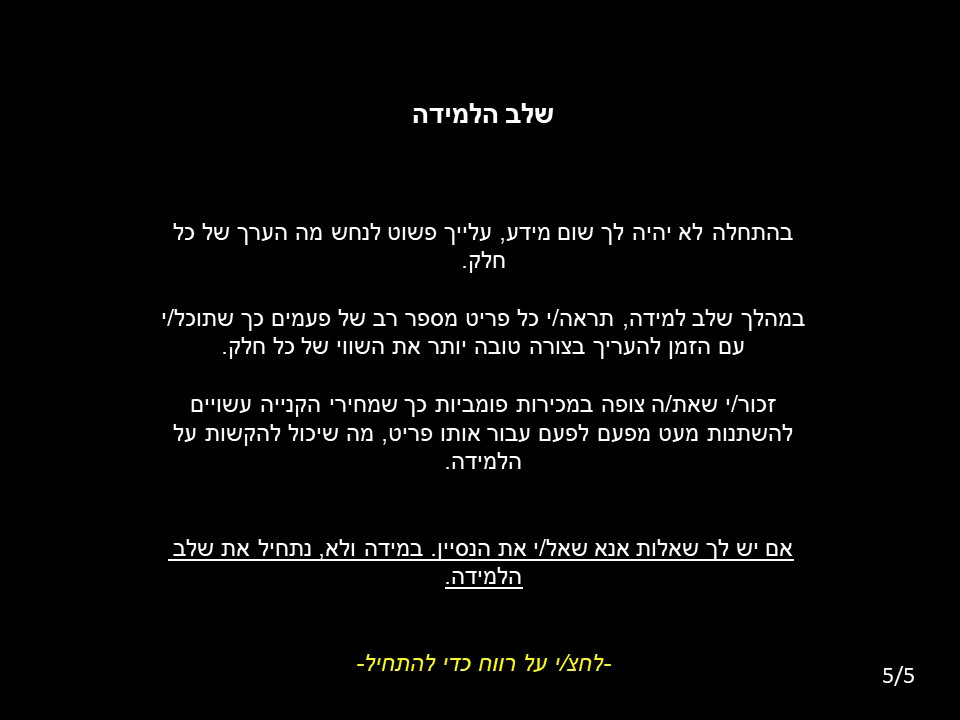 שלב הלמידה
בהתחלה לא יהיה לך שום מידע, עלייך פשוט לנחש מה הערך של כל
חלק.
במהלך שלב למידה, תראה/י כל פריט מספר רב של פעמים כך שתוכל/י
עם הזמן להעריך בצורה טובה יותר את השווי של כל חלק.
זכור/י שאת/ה צופה במכירות פומביות כך שמחירי הקנייה עשויים
להשתנות מעט מפעם לפעם עבור אותו פריט, מה שיכול להקשות על
הלמידה.
אם יש לך שאלות אנא שאל/י את הנסיין. במידה ולא, נתחיל את שלב
הלמידה.
-לחצ/י על רווח כדי להתחיל-
5/5